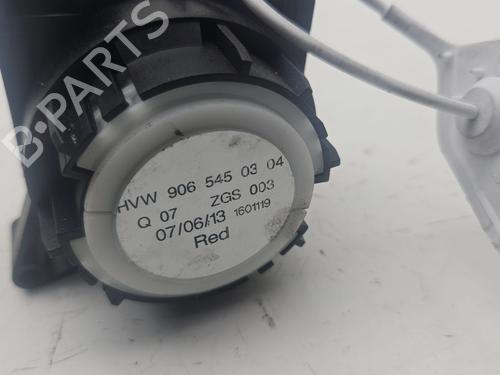 B-PARTS
HVW 906 545 03 04
Q 07 ZGS 003
07/06/13 1601119
Red